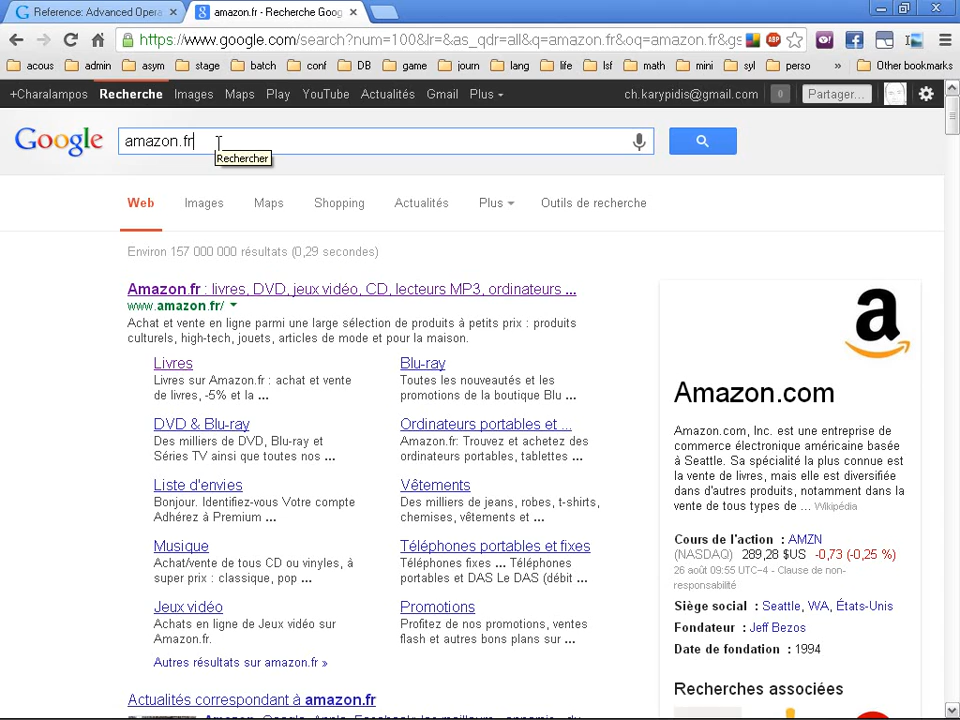 Reference: Advanced Opera
amazon.fr - Recherche Goog
https://www.google.com/search?num=100&lr=&as_qdr=all&q=amazon.fr&oq=amazon.fr&gs
acous admin asym stage batch conf DB game journ lang life lsf math mini syl perso » Other bookmarks
+Charalampos Recherche Images Maps Play YouTube Actualités Gmail Plus ch.karypidis@gmail.com 0 Partager...
Google amazon.fr
Rechercher
Web Images Maps Shopping Actualités Plus Outils de recherche
Environ 157 000 000 résultats (0,29 secondes)
Amazon.fr : livres, DVD, jeux vidéo, CD, lecteurs MP3, ordinateurs ...
www.amazon.fr/
Achat et vente en ligne parmi une large sélection de produits à petits prix : produits
culturels, high-tech, jouets, articles de mode et pour la maison.
Livres
Livres sur Amazon.fr : achat et vente
de livres, -5% et la ...
Blu-ray
Toutes les nouveautés et les
promotions de la boutique Blu ...
DVD & Blu-ray
Des milliers de DVD, Blu-ray et
Séries TV ainsi que toutes nos ...
Ordinateurs portables et ...
Amazon.fr: Trouvez et achetez des
ordinateurs portables, tablettes ...
Liste d'envies
Bonjour. Identifiez-vous Votre compte
Adhérez à Premium ...
Vêtements
Des milliers de jeans, robes, t-shirts,
chemises, vêtements et ...
Musique
Achat/vente de tous CD ou vinyles, à
super prix : classique, pop ...
Téléphones portables et fixes
Téléphones fixes ... Téléphones
portables et DAS Le DAS (débit ...
Jeux vidéo
Achats en ligne de Jeux vidéo sur
Amazon.fr.
Promotions
Profitez de nos promotions, ventes
flash et autres bons plans sur ...
Autres résultats sur amazon.fr »
Actualités correspondant à amazon.fr
a
Amazon.com
Amazon.com, Inc. est une entreprise de
commerce électronique américaine basée
à Seattle. Sa spécialité la plus connue est
la vente de livres, mais elle est diversifiée
dans d'autres produits, notamment dans la
vente de tous types de ... Wikipédia
Cours de l'action : AMZN
(NASDAQ) 289,28 $US -0,73 (-0,25 %)
26 août 09:55 UTC−4 - Clause de non-
responsabilité
Siège social : Seattle, WA, États-Unis
Fondateur : Jeff Bezos
Date de fondation : 1994
Recherches associées